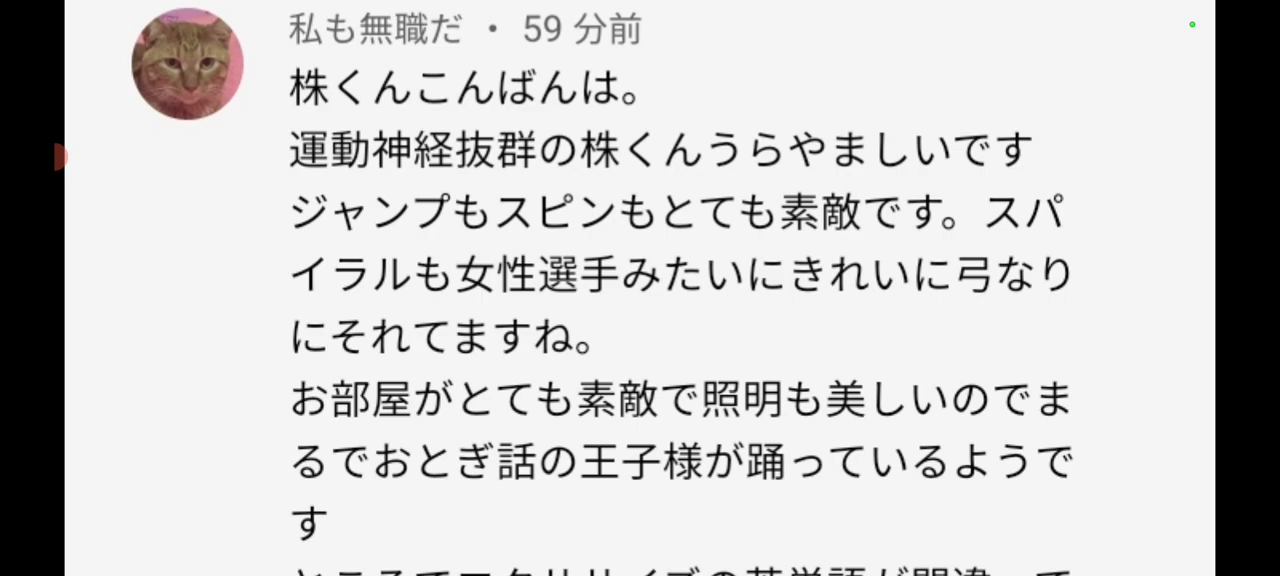 私も無職だ ・ 59 分前
株くんこんばんは。
運動神経抜群の株くんうらやましいです
ジャンプもスピンもとても素敵です。スパ
イラルも女性選手みたいにきれいに弓なり
にそれてますね。
お部屋がとても素敵で照明も美しいのでま
るでおとぎ話の王子様が踊っているようで
す